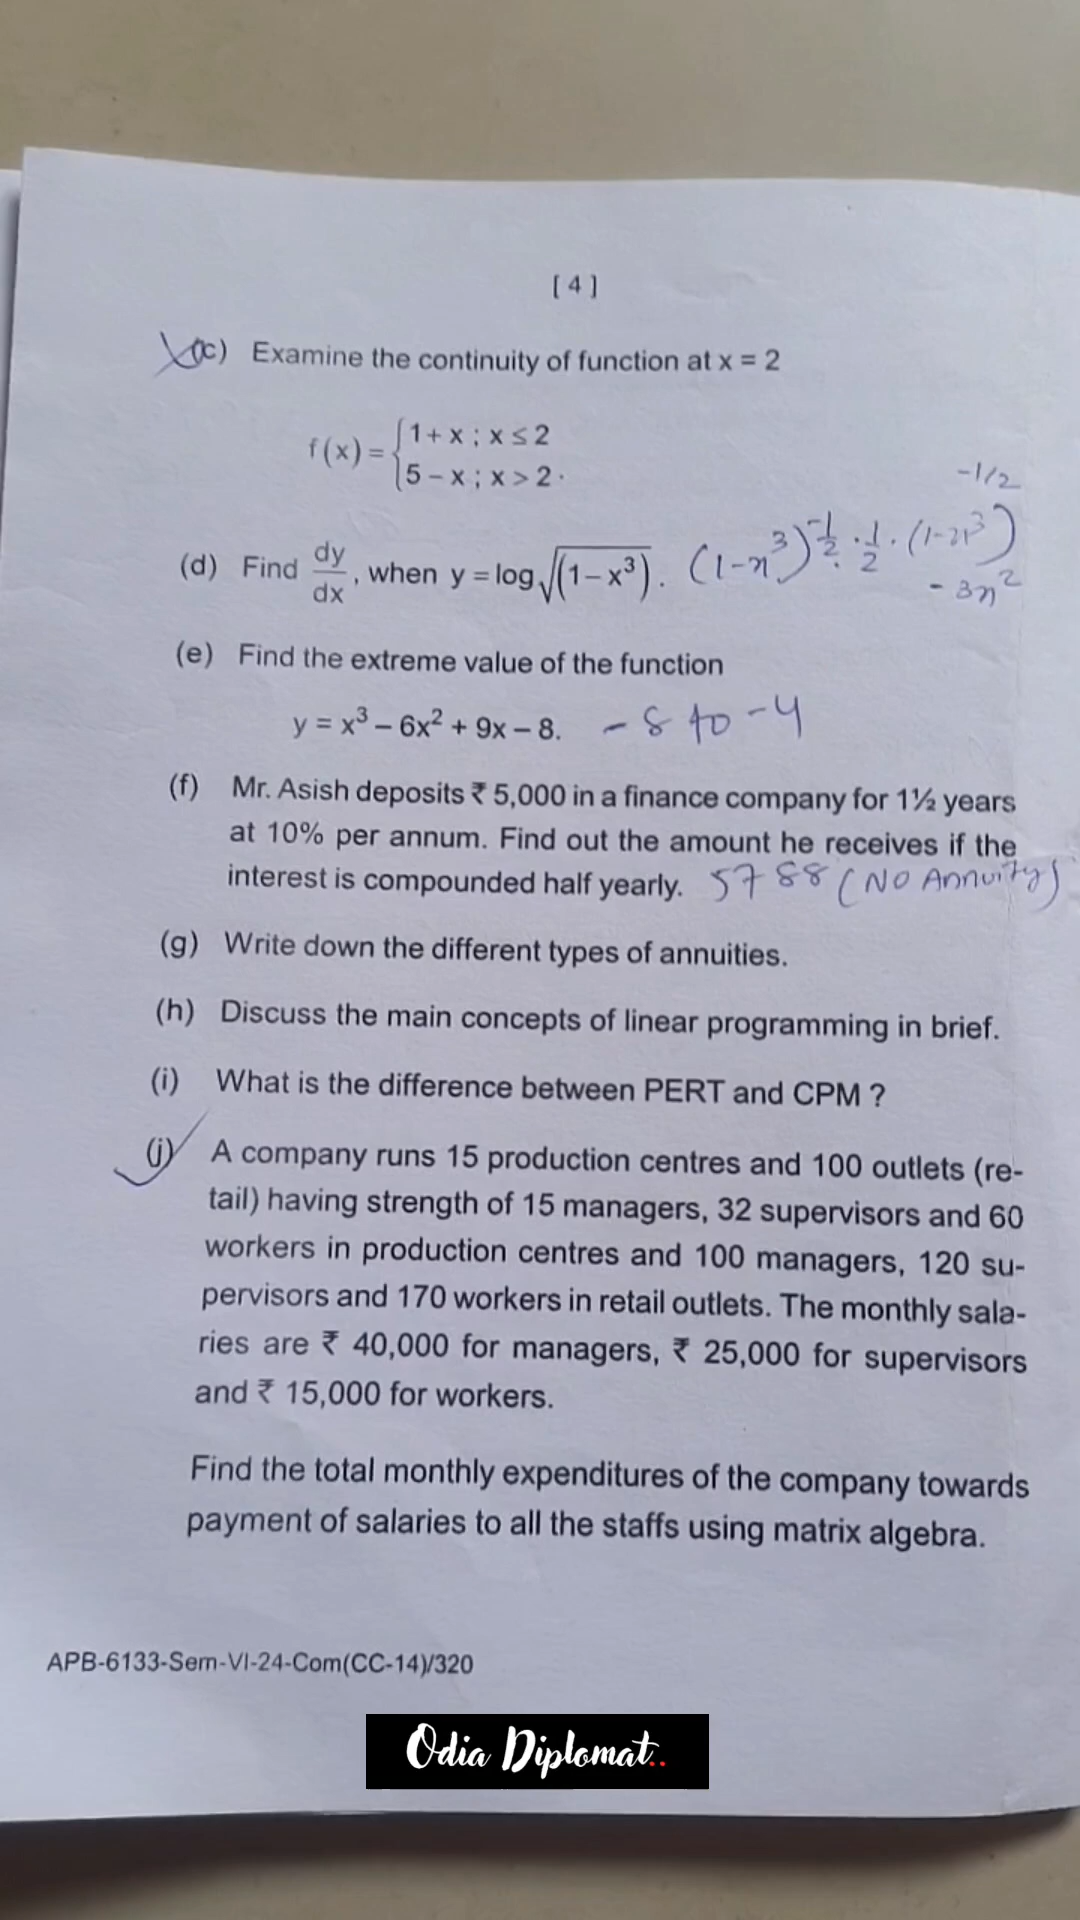 [ 4 ]
(c) Examine the continuity of function at x = 2
f(x) = {1 + x ; x ≤ 2
5 – x ; x > 2 .
-1/2
(d) Find dy/dx , when y = log √(1 – x³) . (1-x³)^-1/2 . 1/2 . (1-x³)
- 3x²
(e) Find the extreme value of the function
y = x³ – 6x² + 9x – 8. - 8 to -4
(f) Mr. Asish deposits ₹ 5,000 in a finance company for 1½ years
at 10% per annum. Find out the amount he receives if the
interest is compounded half yearly. 5788 (No Annuity)
(g) Write down the different types of annuities.
(h) Discuss the main concepts of linear programming in brief.
(i) What is the difference between PERT and CPM ?
(j) A company runs 15 production centres and 100 outlets (re-
tail) having strength of 15 managers, 32 supervisors and 60
workers in production centres and 100 managers, 120 su-
pervisors and 170 workers in retail outlets. The monthly sala-
ries are ₹ 40,000 for managers, ₹ 25,000 for supervisors
and ₹ 15,000 for workers.
Find the total monthly expenditures of the company towards
payment of salaries to all the staffs using matrix algebra.
APB-6133-Sem-VI-24-Com(CC-14)/320
Odia Diplomat..